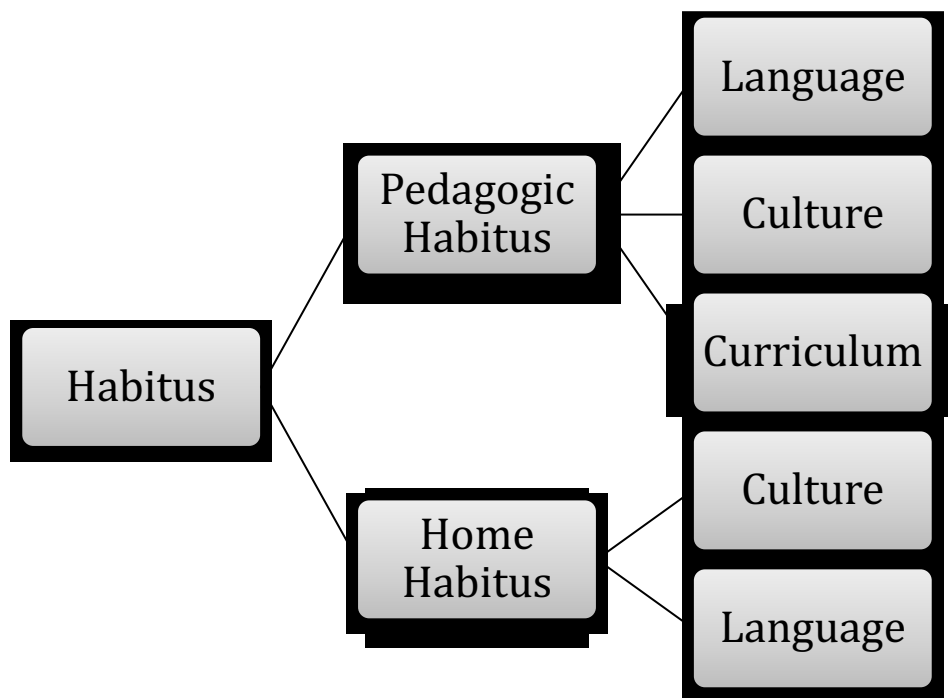 Language
Pedagogic
Habitus
Culture
Curriculum
Habitus
Culture
Home
Habitus
Language